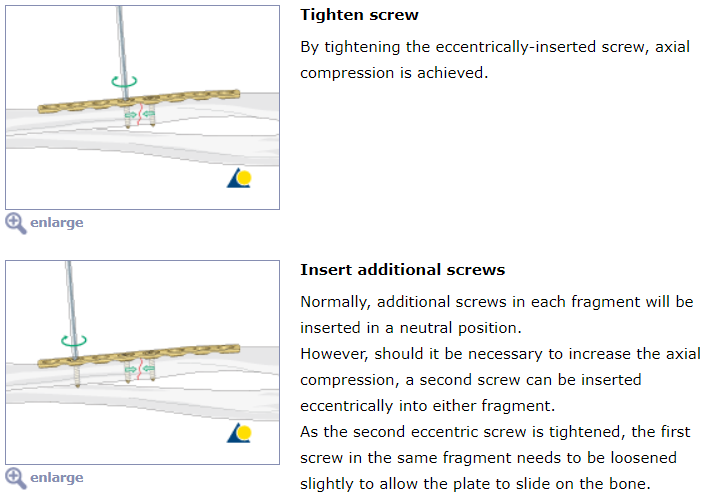 Tighten screw
By tightening the eccentrically-inserted screw, axial
compression is achieved.
enlarge
Insert additional screws
Normally, additional screws in each fragment will be
inserted in a neutral position.
However, should it be necessary to increase the axial
compression, a second screw can be inserted
eccentrically into either fragment.
As the second eccentric screw is tightened, the first
screw in the same fragment needs to be loosened
slightly to allow the plate to slide on the bone.
enlarge